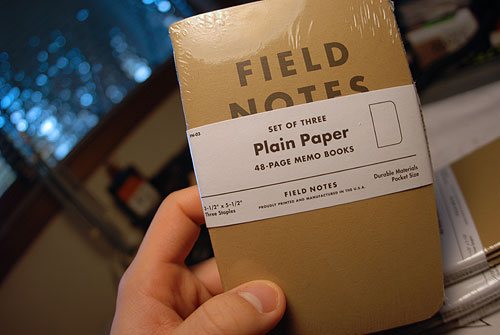 FIELD
NOTES
FN-03
SET OF THREE
Plain Paper
48-PAGE MEMO BOOKS
3-1/2" x 5-1/2"
Three Staples
FIELD NOTES
PROUDLY PRINTED AND MANUFACTURED IN THE U.S.A.
Durable Materials
Pocket Size